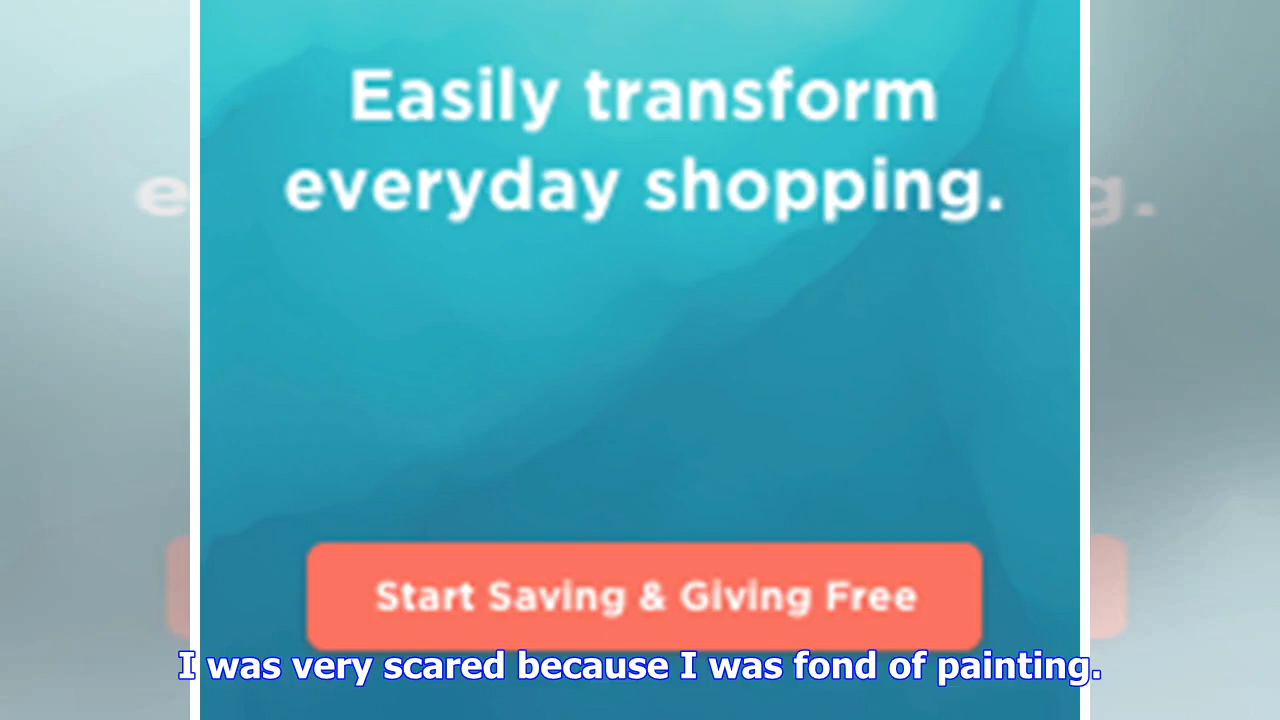 Easily transform
everyday shopping.
Start Saving & Giving Free
I was very scared because I was fond of painting.